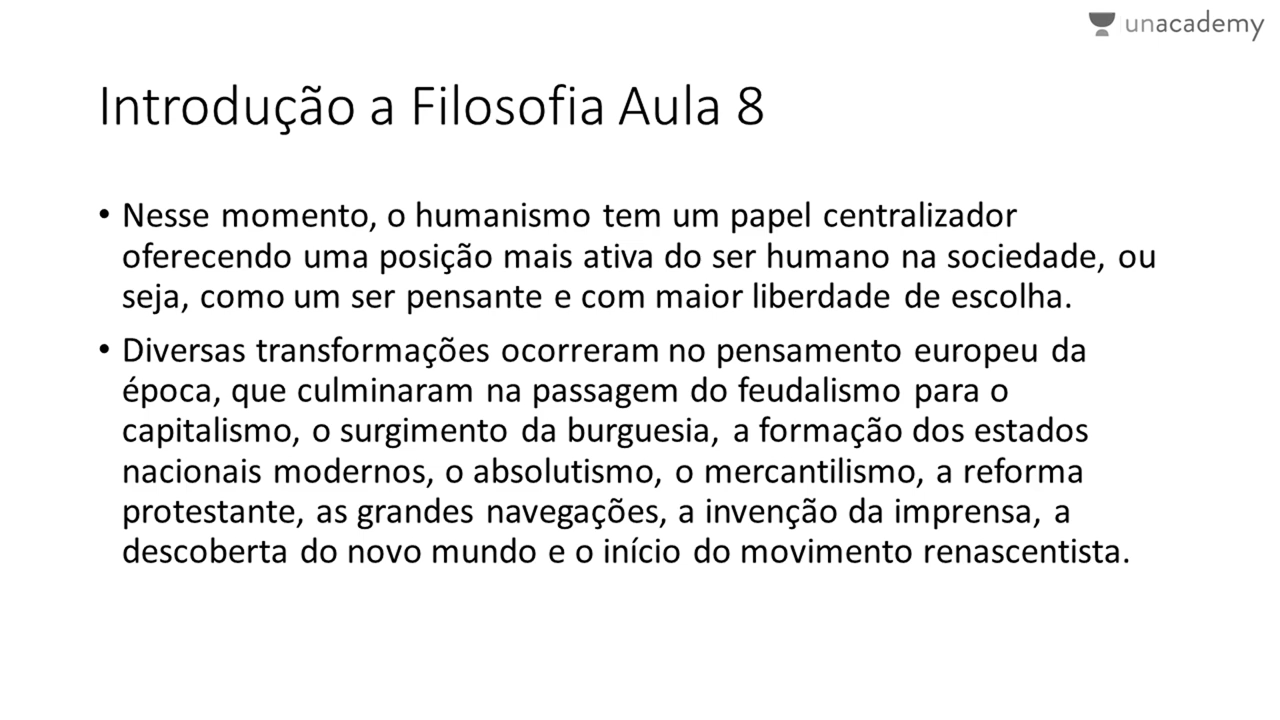 unacademy
Introdução a Filosofia Aula 8
• Nesse momento, o humanismo tem um papel centralizador
oferecendo uma posição mais ativa do ser humano na sociedade, ou
seja, como um ser pensante e com maior liberdade de escolha.
• Diversas transformações ocorreram no pensamento europeu da
época, que culminaram na passagem do feudalismo para o
capitalismo, o surgimento da burguesia, a formação dos estados
nacionais modernos, o absolutismo, o mercantilismo, a reforma
protestante, as grandes navegações, a invenção da imprensa, a
descoberta do novo mundo e o início do movimento renascentista.